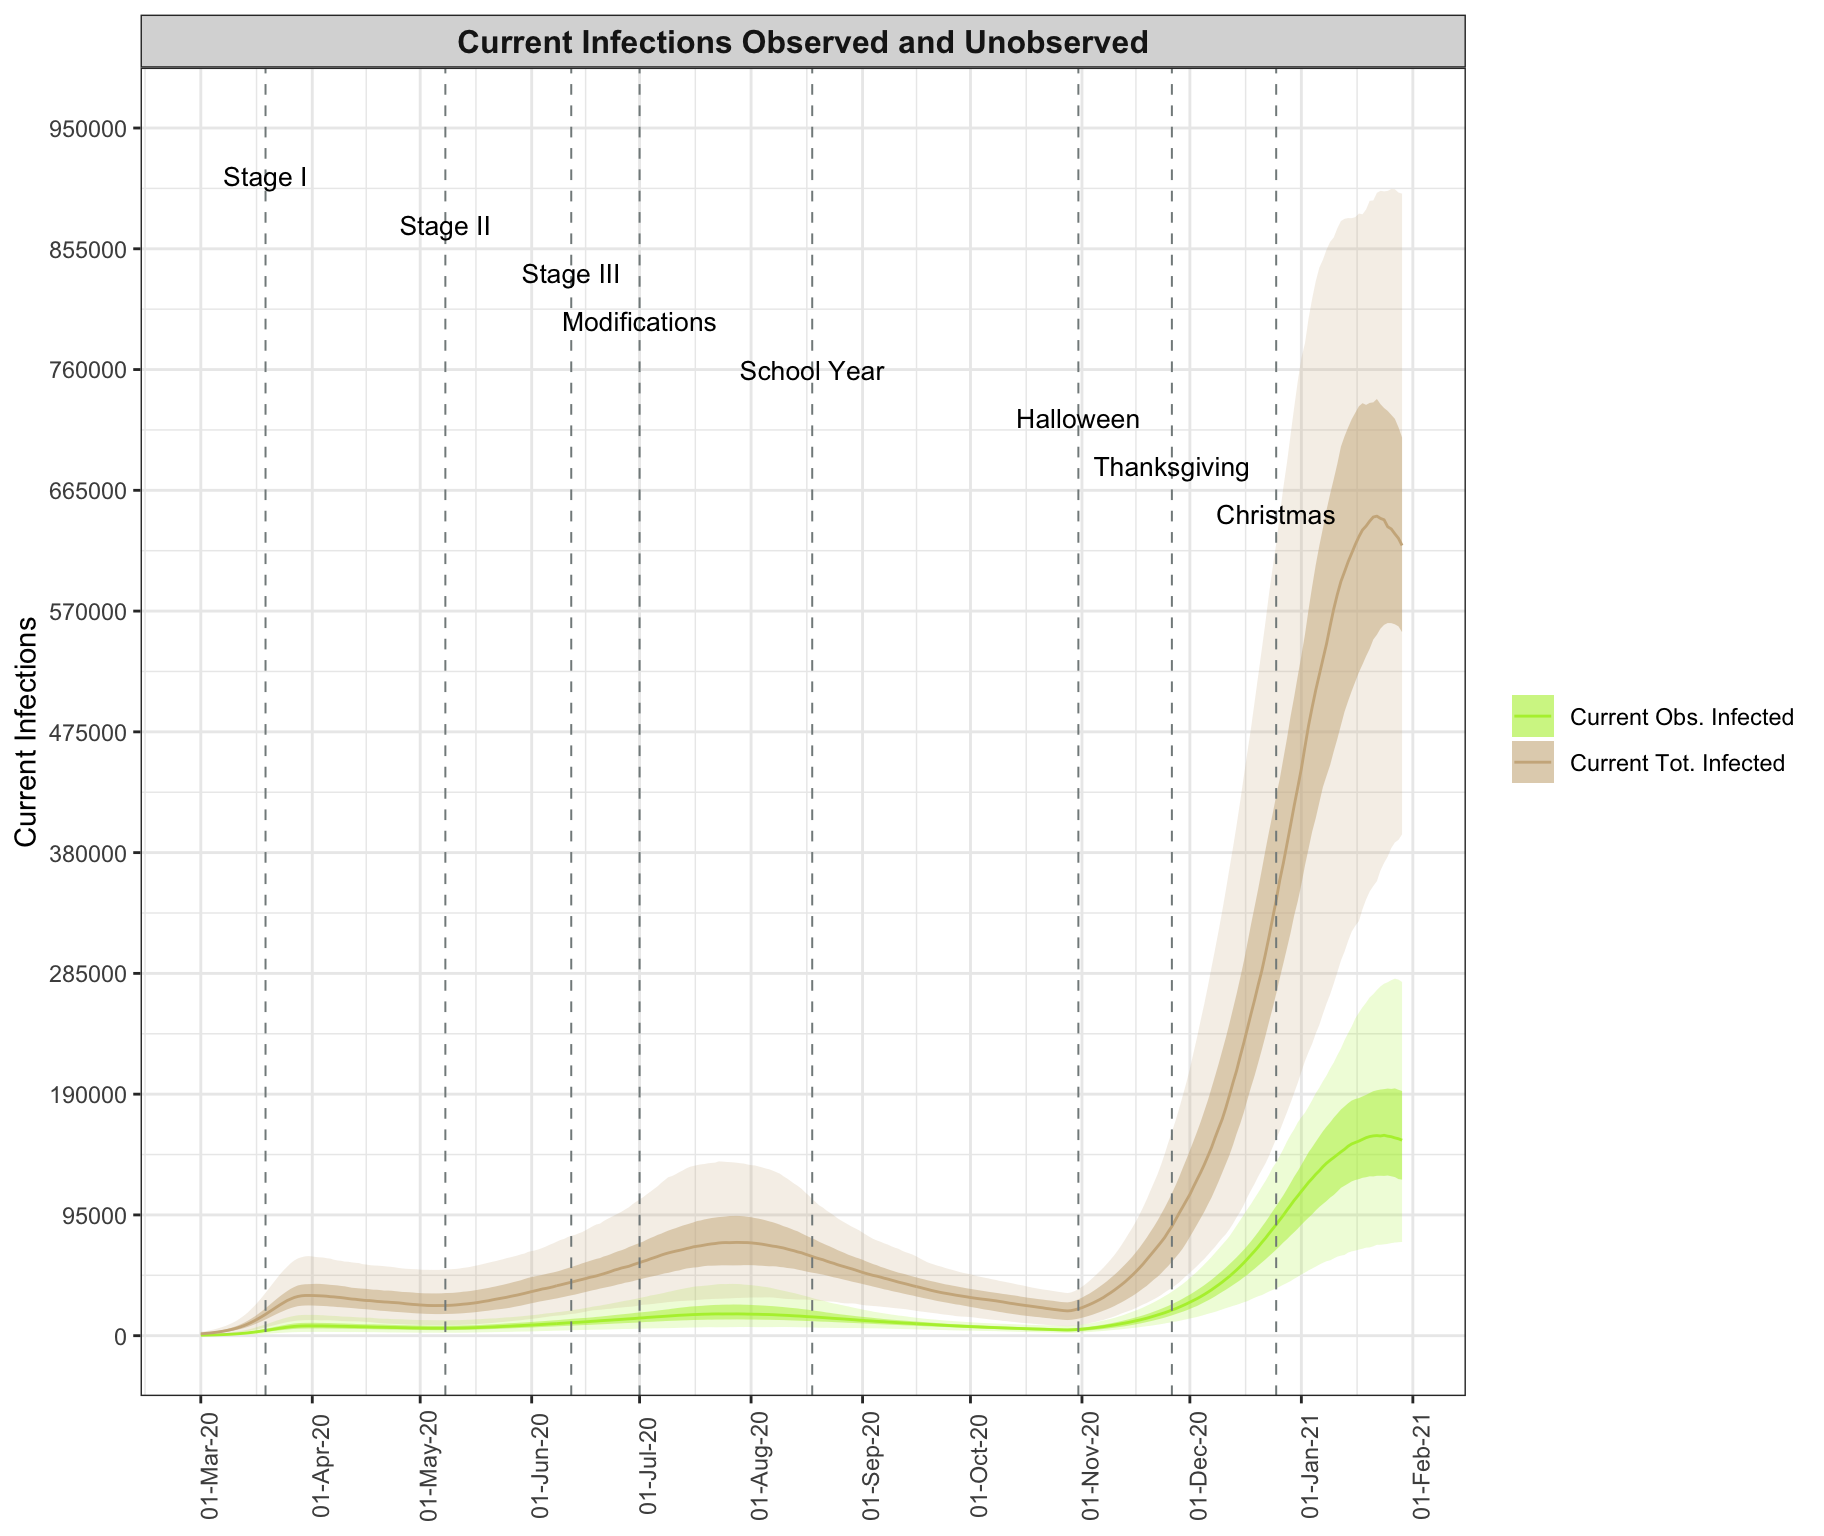 Current Infections Observed and Unobserved
950000
Stage I
Stage II
855000
Stage III
Modifications
760000
School Year
Halloween
Thanksgiving
665000
Christmas
570000
Current Infections
475000
Current Obs. Infected
Current Tot. Infected
380000
285000
190000
95000
0
01-Mar-20
01-Apr-20
01-May-20
01-Jun-20
01-Jul-20
01-Aug-20
01-Sep-20
01-Oct-20
01-Nov-20
01-Dec-20
01-Jan-21
01-Feb-21